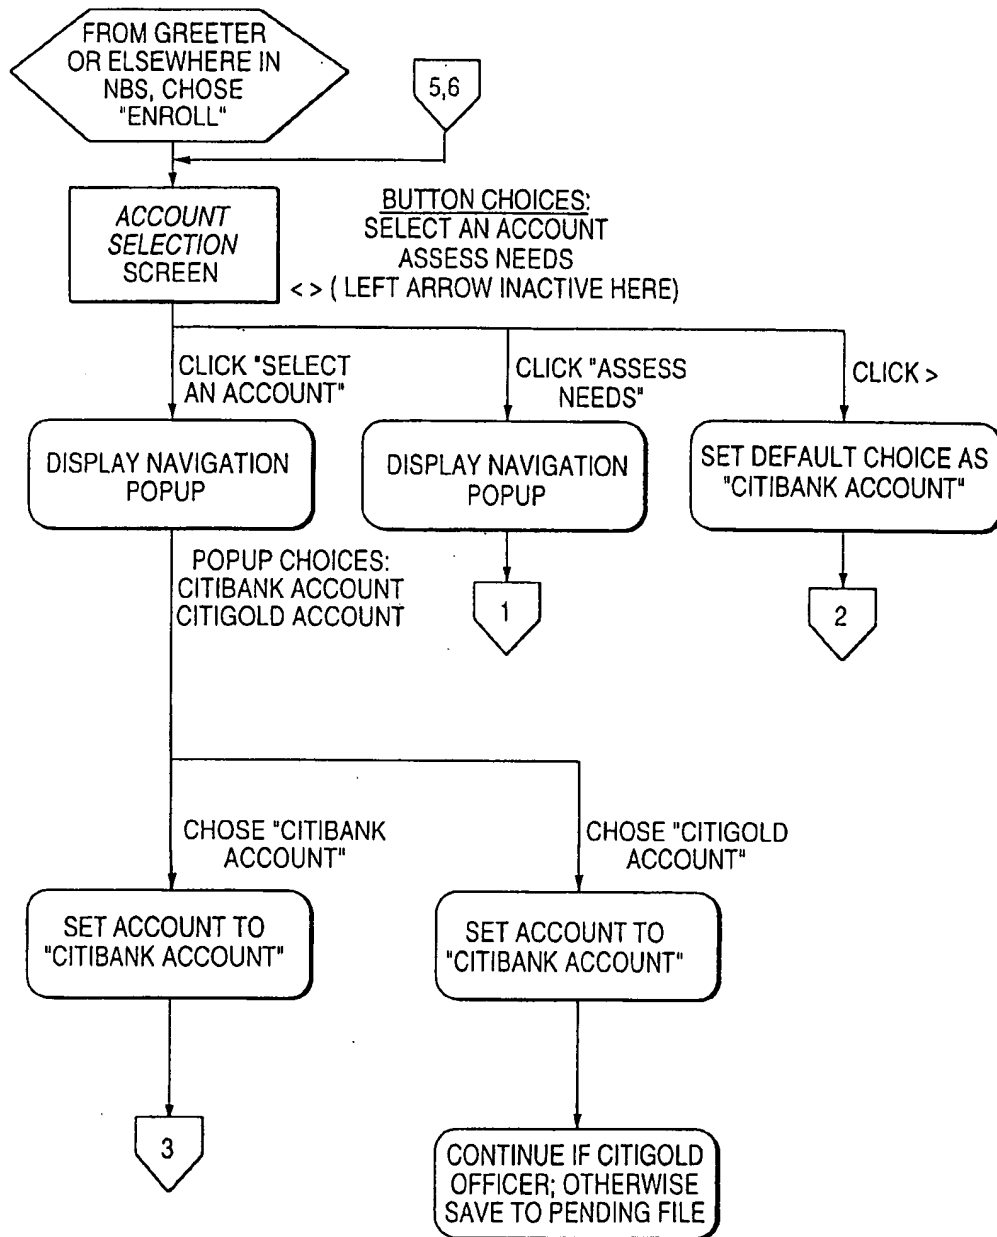 FROM GREETER
OR ELSEWHERE IN
NBS, CHOSE
"ENROLL"
5,6
ACCOUNT
SELECTION
SCREEN
BUTTON CHOICES:
SELECT AN ACCOUNT
ASSESS NEEDS
< > ( LEFT ARROW INACTIVE HERE)
CLICK "SELECT
AN ACCOUNT"
CLICK "ASSESS
NEEDS"
CLICK >
DISPLAY NAVIGATION
POPUP
DISPLAY NAVIGATION
POPUP
SET DEFAULT CHOICE AS
"CITIBANK ACCOUNT"
POPUP CHOICES:
CITIBANK ACCOUNT
CITIGOLD ACCOUNT
1
2
CHOSE "CITIBANK
ACCOUNT"
CHOSE "CITIGOLD
ACCOUNT"
SET ACCOUNT TO
"CITIBANK ACCOUNT"
SET ACCOUNT TO
"CITIBANK ACCOUNT"
3
CONTINUE IF CITIGOLD
OFFICER; OTHERWISE
SAVE TO PENDING FILE